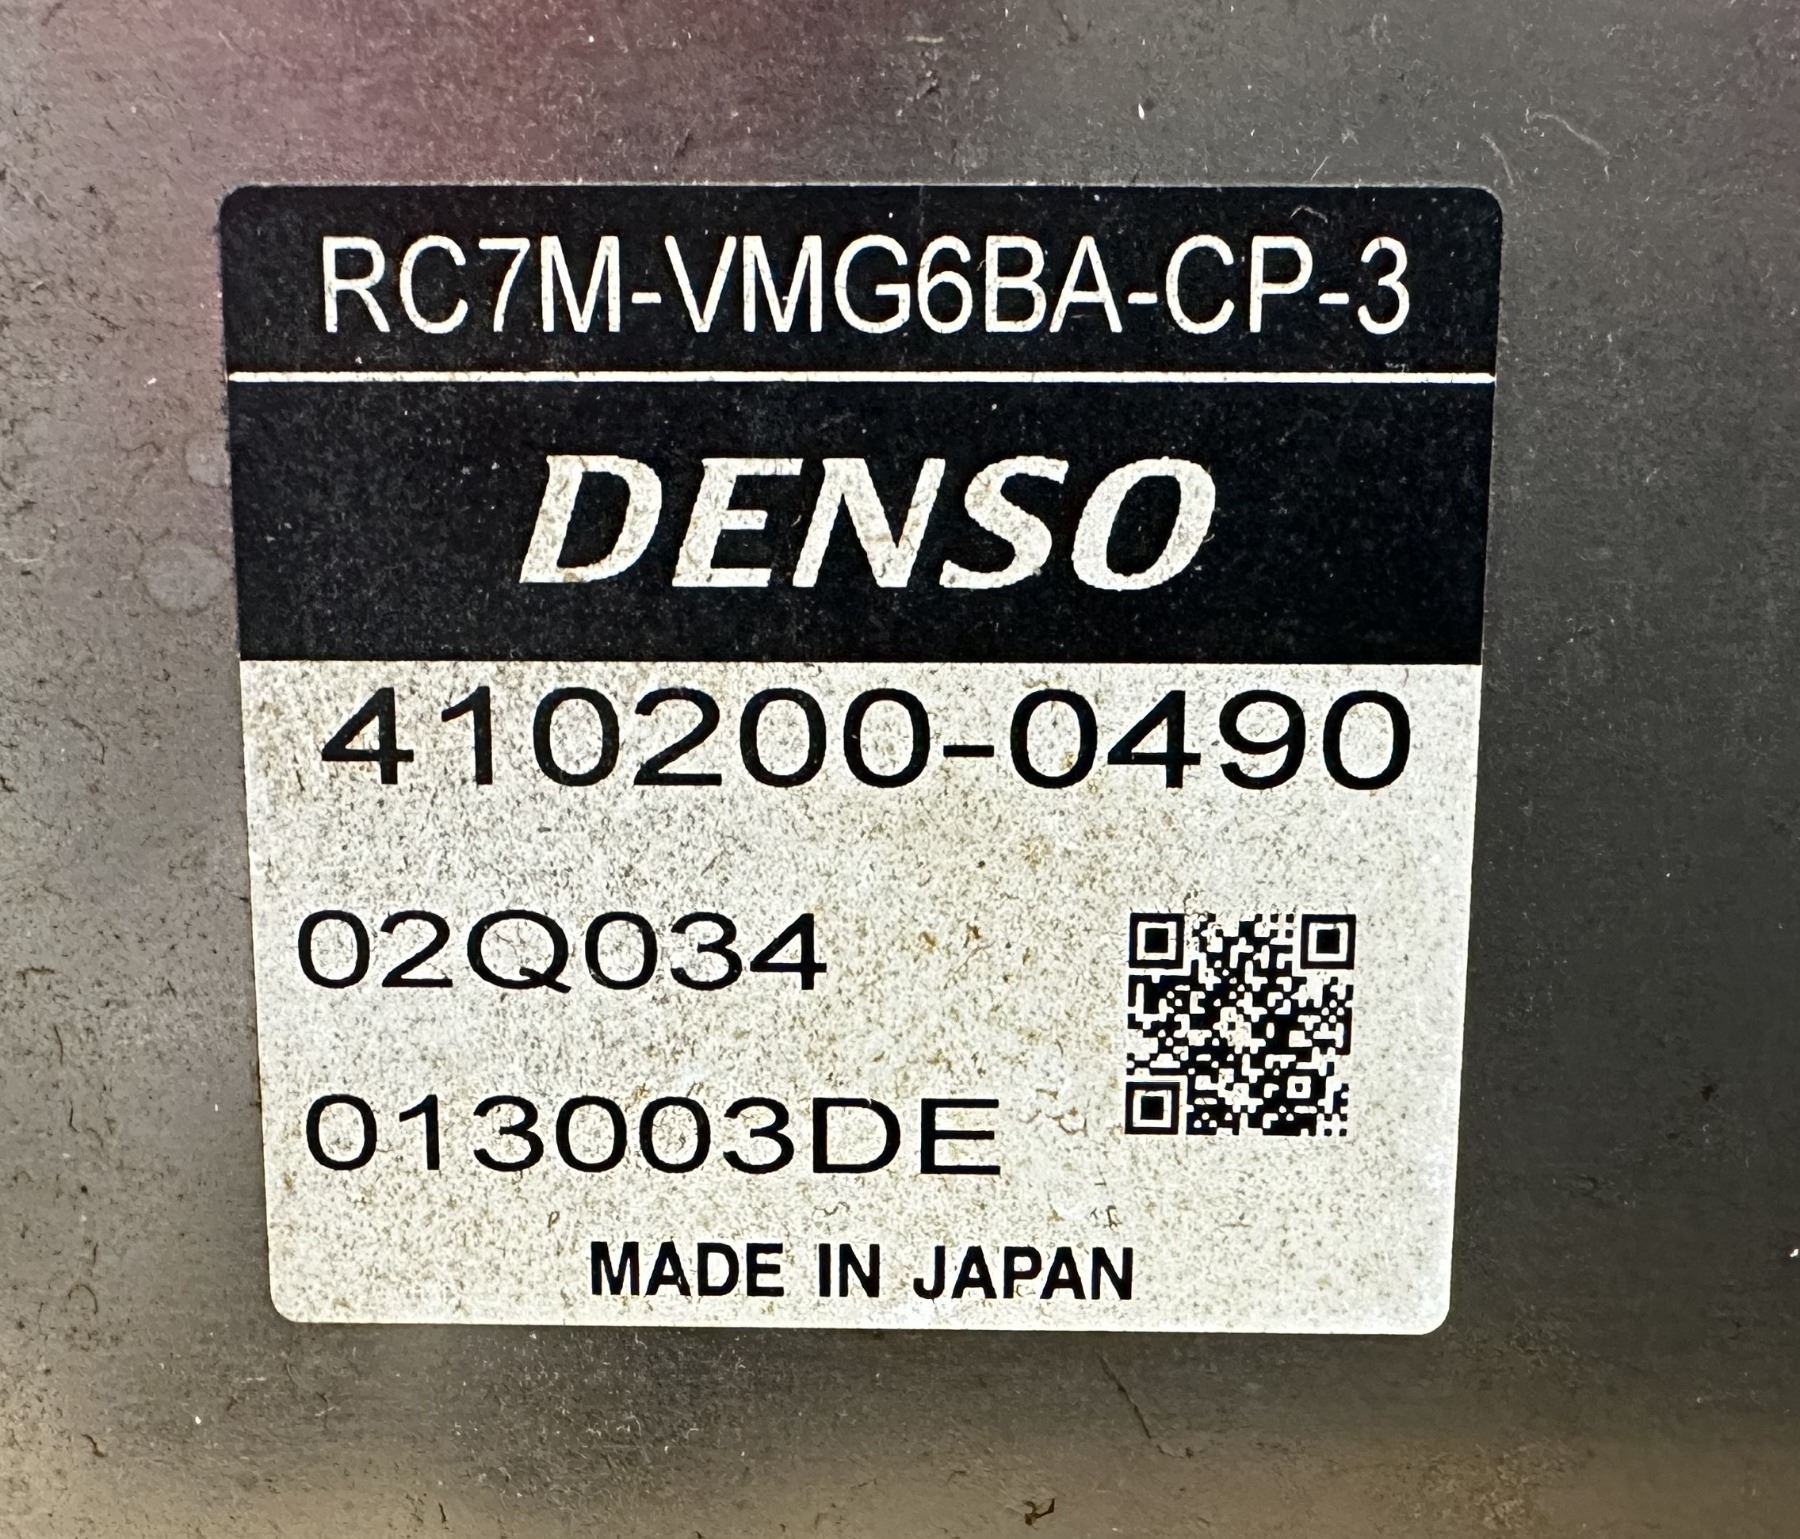 RC7M-VMG6BA-CP-3
DENSO
410200-0490
02Q034
013003DE
MADE IN JAPAN